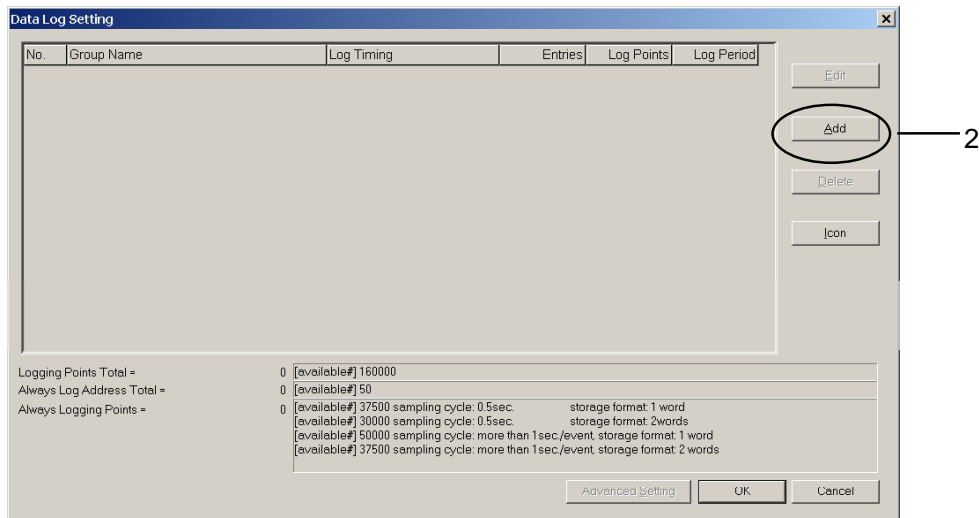 Data Log Setting
No. Group Name Log Timing Entries Log Points Log Period
Edit
Add
2
Delete
Icon
Logging Points Total = 0 [available#] 160000
Always Log Address Total = 0 [available#] 50
Always Logging Points = 0 [available#] 37500 sampling cycle: 0.5sec. storage format: 1 word
[available#] 30000 sampling cycle: 0.5sec. storage format: 2words
[available#] 50000 sampling cycle: more than 1sec./event, storage format: 1 word
[available#] 37500 sampling cycle: more than 1sec./event, storage format: 2 words
Advanced Setting OK Cancel